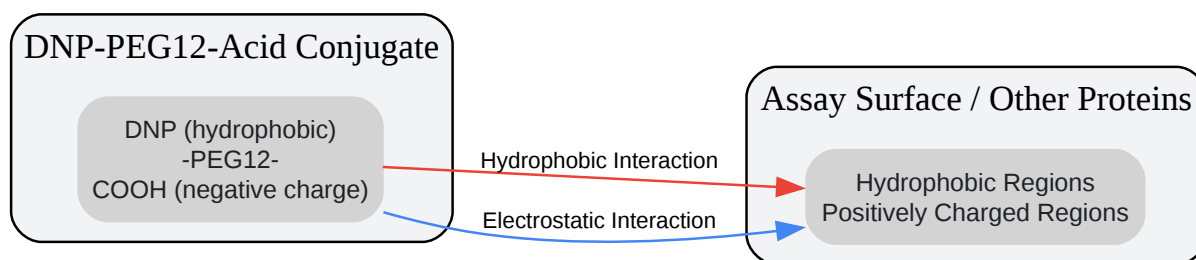 DNP-PEG12-Acid Conjugate
DNP (hydrophobic)
-PEG12-
COOH (negative charge)
Hydrophobic Interaction
Electrostatic Interaction
Assay Surface / Other Proteins
Hydrophobic Regions
Positively Charged Regions